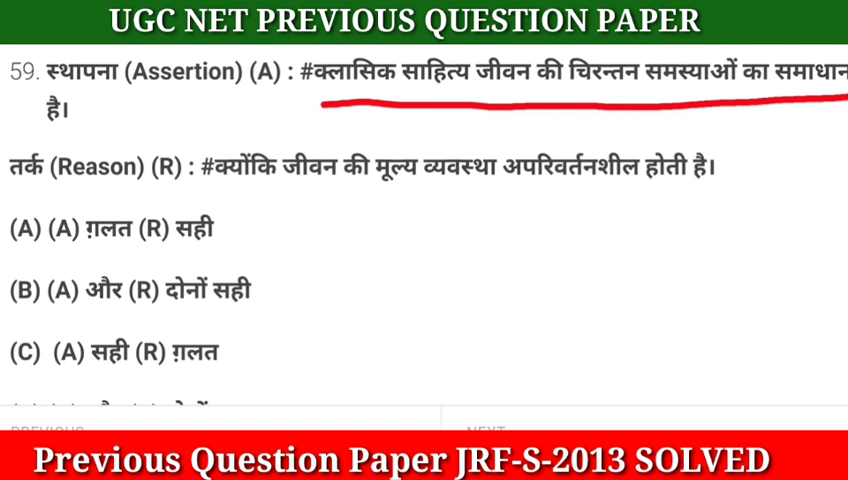 UGC NET PREVIOUS QUESTION PAPER
59. स्थापना (Assertion) (A) : #क्लासिक साहित्य जीवन की चिरन्तन समस्याओं का समाधान
है।
तर्क (Reason) (R) : #क्योंकि जीवन की मूल्य व्यवस्था अपरिवर्तनशील होती है।
(A) (A) ग़लत (R) सही
(B) (A) और (R) दोनों सही
(C) (A) सही (R) ग़लत
Previous Question Paper JRF-S-2013 SOLVED